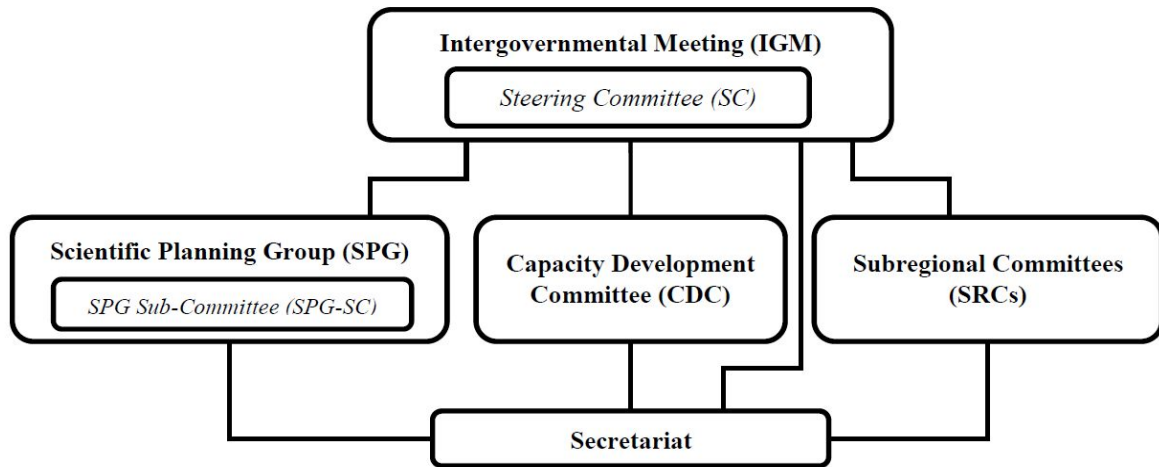 Intergovernmental Meeting (IGM)
Steering Committee (SC)
Scientific Planning Group (SPG)
SPG Sub-Committee (SPG-SC)
Capacity Development
Committee (CDC)
Subregional Committees
(SRCs)
Secretariat